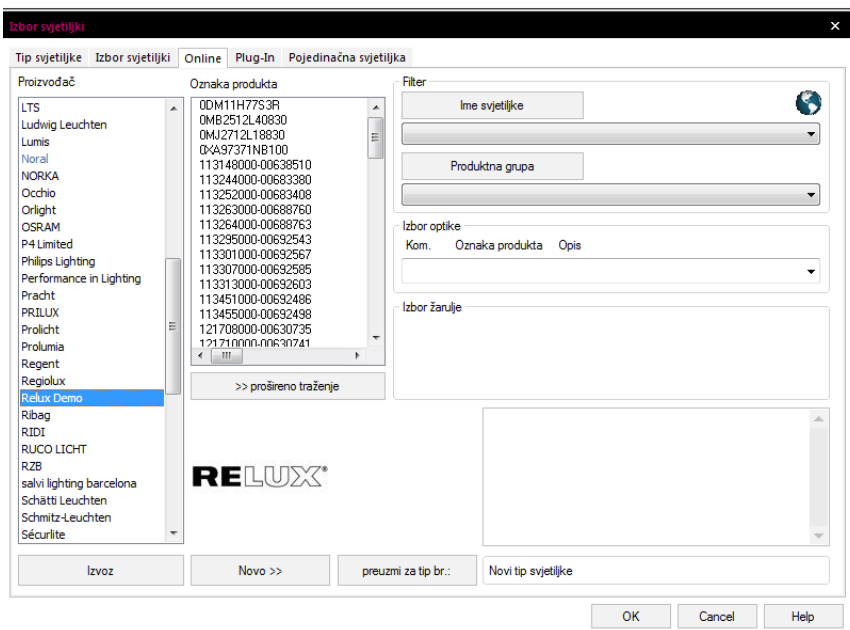 Izbor svjetiljki
Tip svjetiljke Izbor svjetiljki Online Plug-In Pojedinačna svjetiljka
Proizvođač
LTS
Ludwig Leuchten
Lumis
Noral
NORKA
Occhio
Orlight
OSRAM
P4 Limited
Philips Lighting
Performance in Lighting
Pracht
PRILUX
Prolicht
Prolumia
Regent
Regiolux
Relux Demo
Ribag
RIDI
RUCO LICHT
RZB
salvi lighting barcelona
Schätti Leuchten
Schmitz-Leuchten
Sécurlite
Oznaka produkta
0DM11H77S3R
0MB2512L40830
0MJ2712L18830
0XA97371NB100
113148000-00638510
113244000-00683380
113252000-00683408
113263000-00688760
113264000-00688763
113295000-00692543
113301000-00692567
113307000-00692585
113313000-00692603
113451000-00692486
113455000-00692498
121708000-00630735
121710000-00630741
>> prošireno traženje
RELUX®
Filter
Ime svjetiljke
Produktna grupa
Izbor optike
Kom. Oznaka produkta Opis
Izbor žarulje
Izvoz
Novo >>
preuzmi za tip br.:
Novi tip svjetiljke
OK Cancel Help